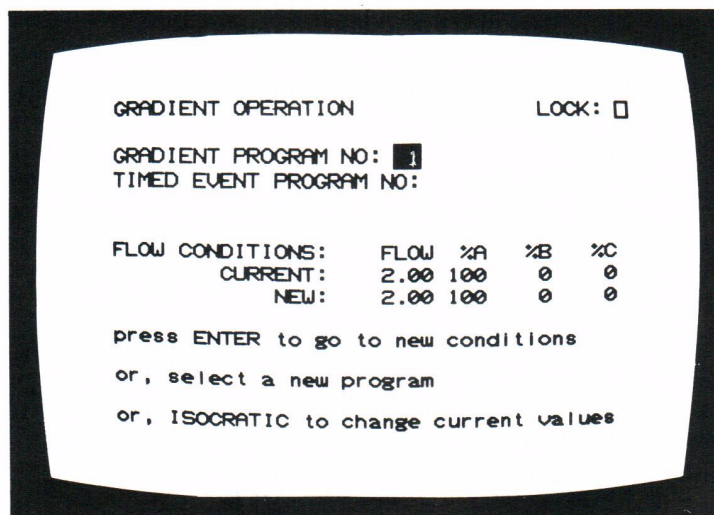 GRADIENT OPERATION LOCK: □
GRADIENT PROGRAM NO: 1
TIMED EVENT PROGRAM NO:
FLOW CONDITIONS: FLOW %A %B %C
CURRENT: 2.00 100 0 0
NEW: 2.00 100 0 0
press ENTER to go to new conditions
or, select a new program
or, ISOCRATIC to change current values